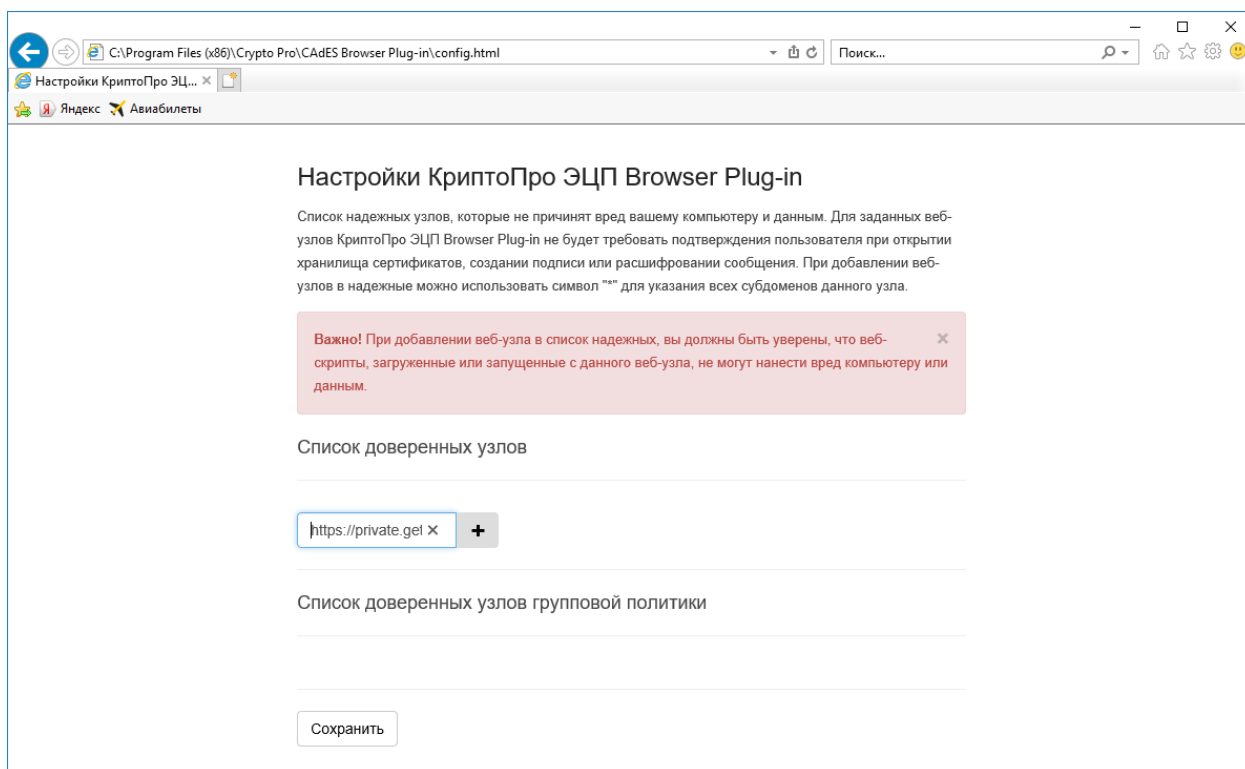 C:\Program Files (x86)\Crypto Pro\CAdES Browser Plug-in\config.html
Поиск...
Настройки КриптоПро ЭЦ...
Яндекс Авиабилеты
Настройки КриптоПро ЭЦП Browser Plug-in
Список надежных узлов, которые не причинят вред вашему компьютеру и данным. Для заданных веб-
узлов КриптоПро ЭЦП Browser Plug-in не будет требовать подтверждения пользователя при открытии
хранилища сертификатов, создании подписи или расшифровании сообщения. При добавлении веб-
узлов в надежные можно использовать символ "*" для указания всех субдоменов данного узла.
Важно! При добавлении веб-узла в список надежных, вы должны быть уверены, что веб-
скрипты, загруженные или запущенные с данного веб-узла, не могут нанести вред компьютеру или
данным.
Список доверенных узлов
https://private.get
Список доверенных узлов групповой политики
Сохранить